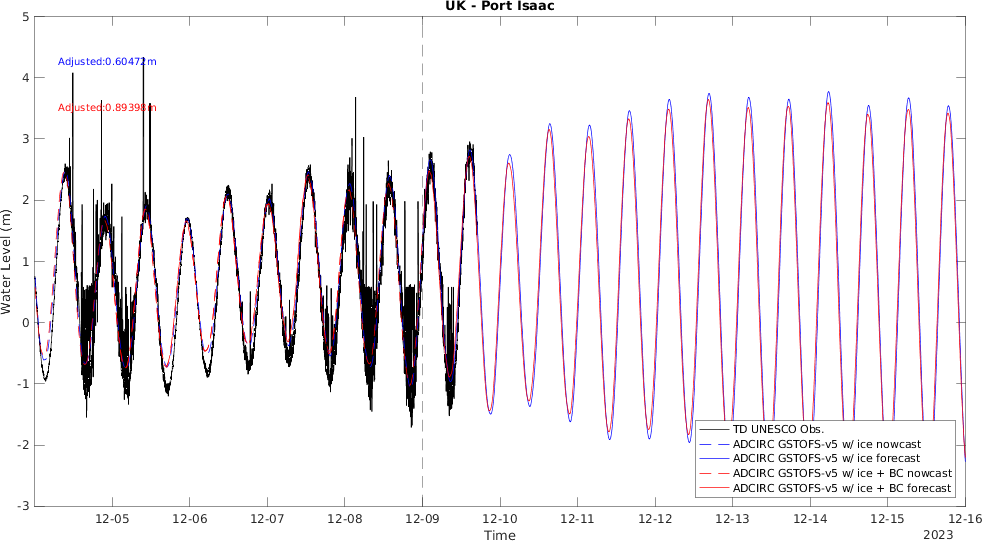 UK - Port Isaac
Adjusted:0.60472m
Adjusted:0.89398m
Water Level (m)
5
4
3
2
1
0
-1
-2
-3
TD UNESCO Obs.
ADCIRC GSTOFS-v5 w/ ice nowcast
ADCIRC GSTOFS-v5 w/ ice forecast
ADCIRC GSTOFS-v5 w/ ice + BC nowcast
ADCIRC GSTOFS-v5 w/ ice + BC forecast
12-05 12-06 12-07 12-08 12-09 12-10 12-11 12-12 12-13 12-14 12-15 12-16
Time
2023